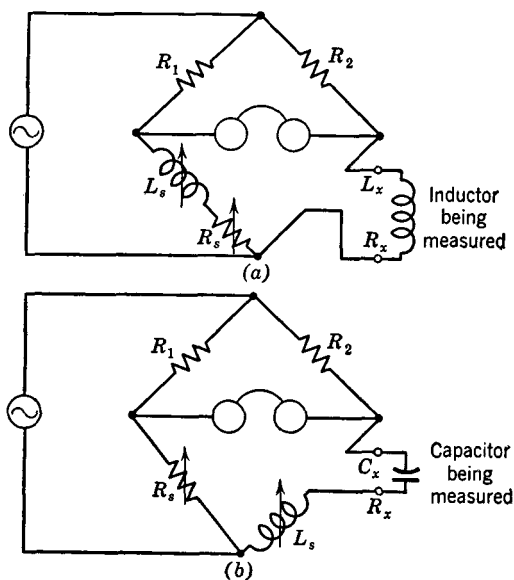 R₁
R₂
Lₛ
Rₛ
Lₓ
Rₓ
Inductor
being
measured
(a)
R₁
R₂
Rₛ
Lₛ
Cₓ
Rₓ
Capacitor
being
measured
(b)